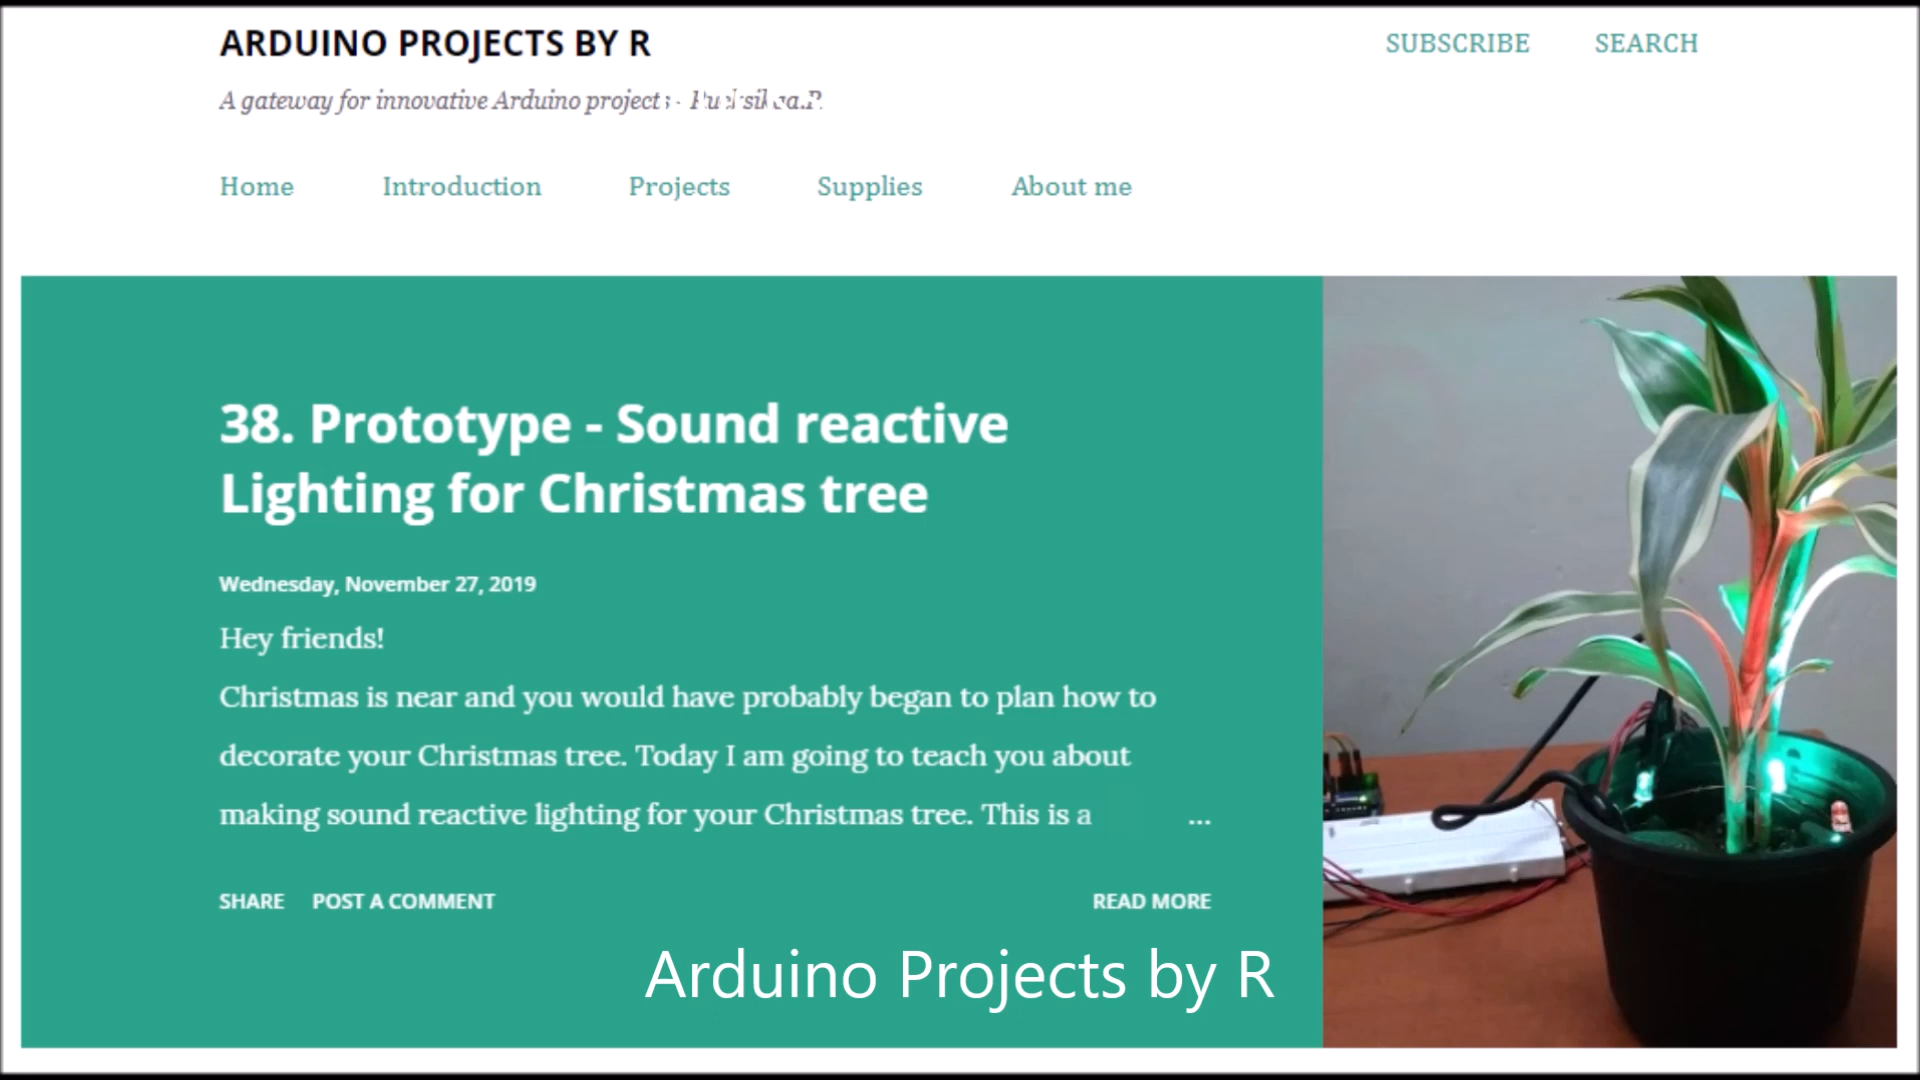 ARDUINO PROJECTS BY R
SUBSCRIBE
SEARCH
A gateway for innovative Arduino projects -
Home
Introduction
Projects
Supplies
About me
38. Prototype - Sound reactive
Lighting for Christmas tree
Wednesday, November 27, 2019
Hey friends!
Christmas is near and you would have probably began to plan how to
decorate your Christmas tree. Today I am going to teach you about
making sound reactive lighting for your Christmas tree. This is a ...
SHARE
POST A COMMENT
READ MORE
Arduino Projects by R